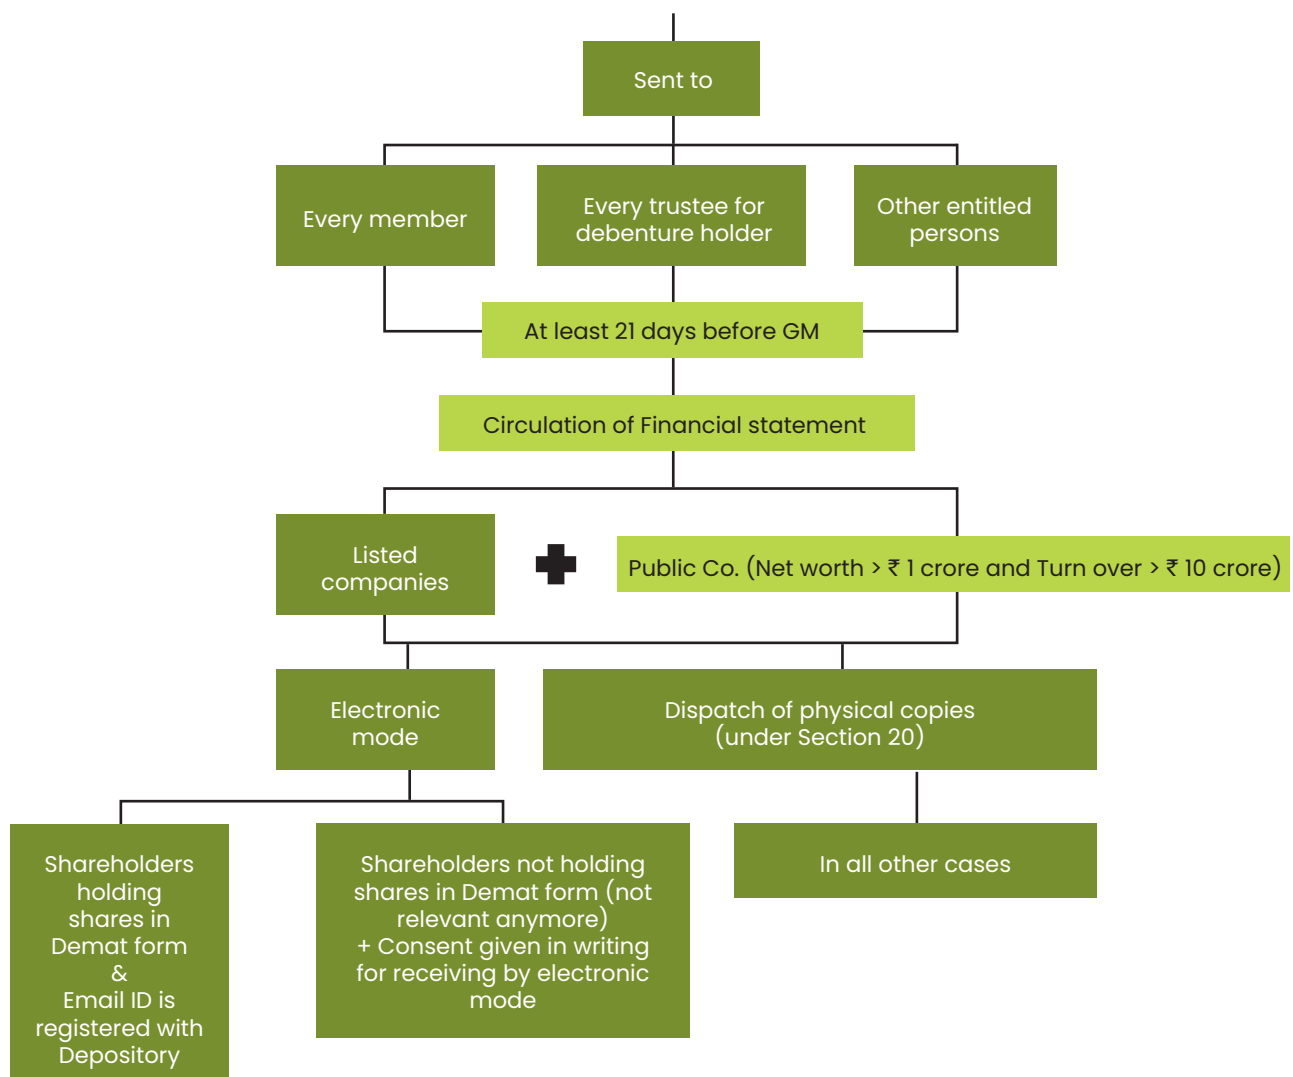 Sent to
Every member
Every trustee for
debenture holder
Other entitled
persons
At least 21 days before GM
Circulation of Financial statement
Listed
companies
Public Co. (Net worth > ₹ 1 crore and Turn over > ₹ 10 crore)
Electronic
mode
Dispatch of physical copies
(under Section 20)
Shareholders
holding
shares in
Demat form
&
Email ID is
registered with
Depository
Shareholders not holding
shares in Demat form (not
relevant anymore)
+ Consent given in writing
for receiving by electronic
mode
In all other cases